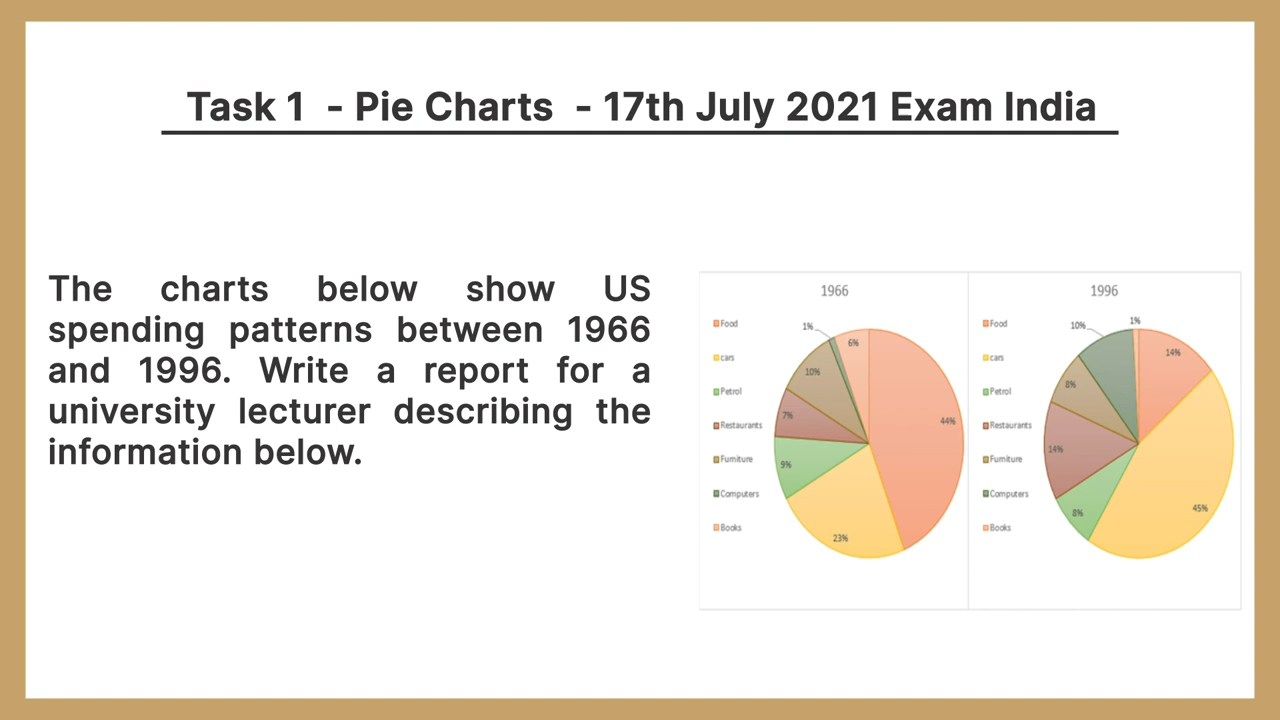 Task 1 - Pie Charts - 17th July 2021 Exam India
The charts below show US
spending patterns between 1966
and 1996. Write a report for a
university lecturer describing the
information below.
1966
Food
cars
Petrol
Restaurants
Furniture
Computers
Books
1%
6%
10%
7%
44%
9%
23%
1996
Food
cars
Petrol
Restaurants
Furniture
Computers
Books
10%
1%
14%
8%
14%
45%
8%